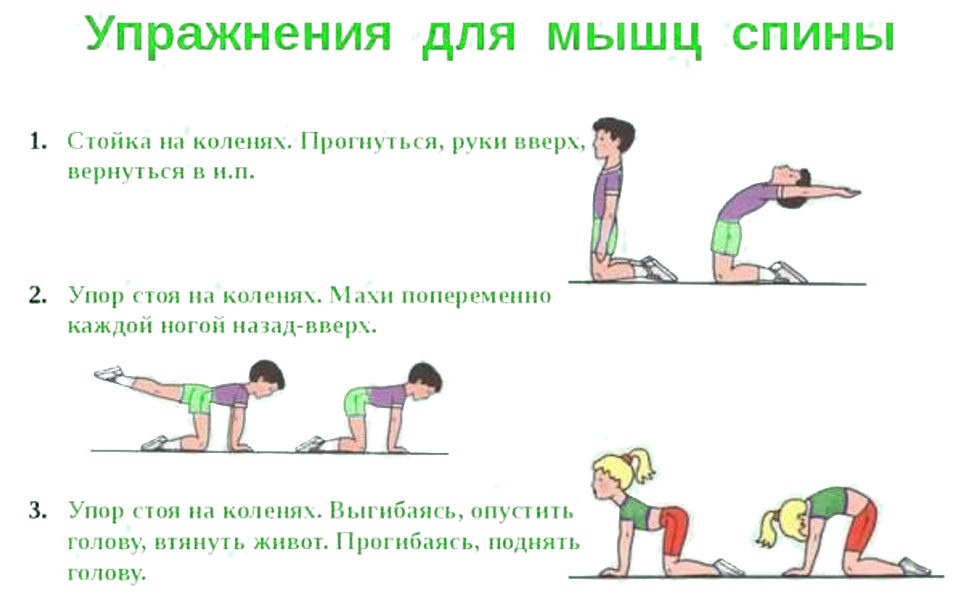 Упражнения для мышц спины
1. Стойка на коленях. Прогнуться, руки вверх,
вернуться в и.п.
2. Упор стоя на коленях. Махи попеременно
каждой ногой назад-вверх.
3. Упор стоя на коленях. Выгибаясь, опустить
голову, втянуть живот. Прогибаясь, поднять
голову.